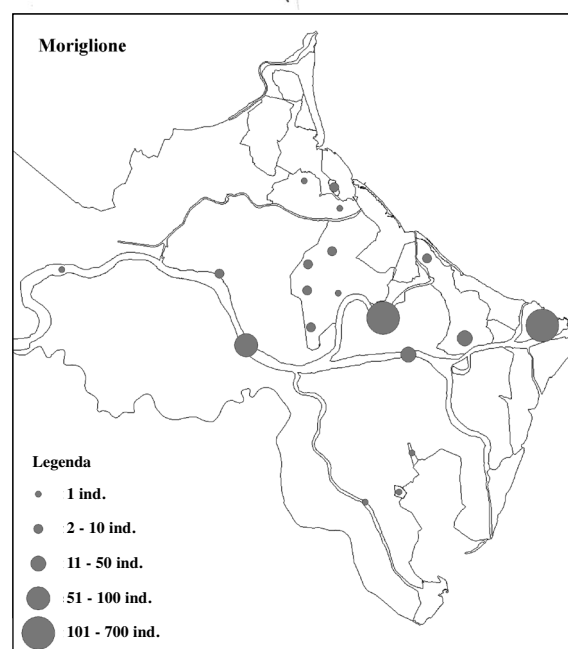 Moriglione
Legenda
1 ind.
2 - 10 ind.
11 - 50 ind.
51 - 100 ind.
101 - 700 ind.